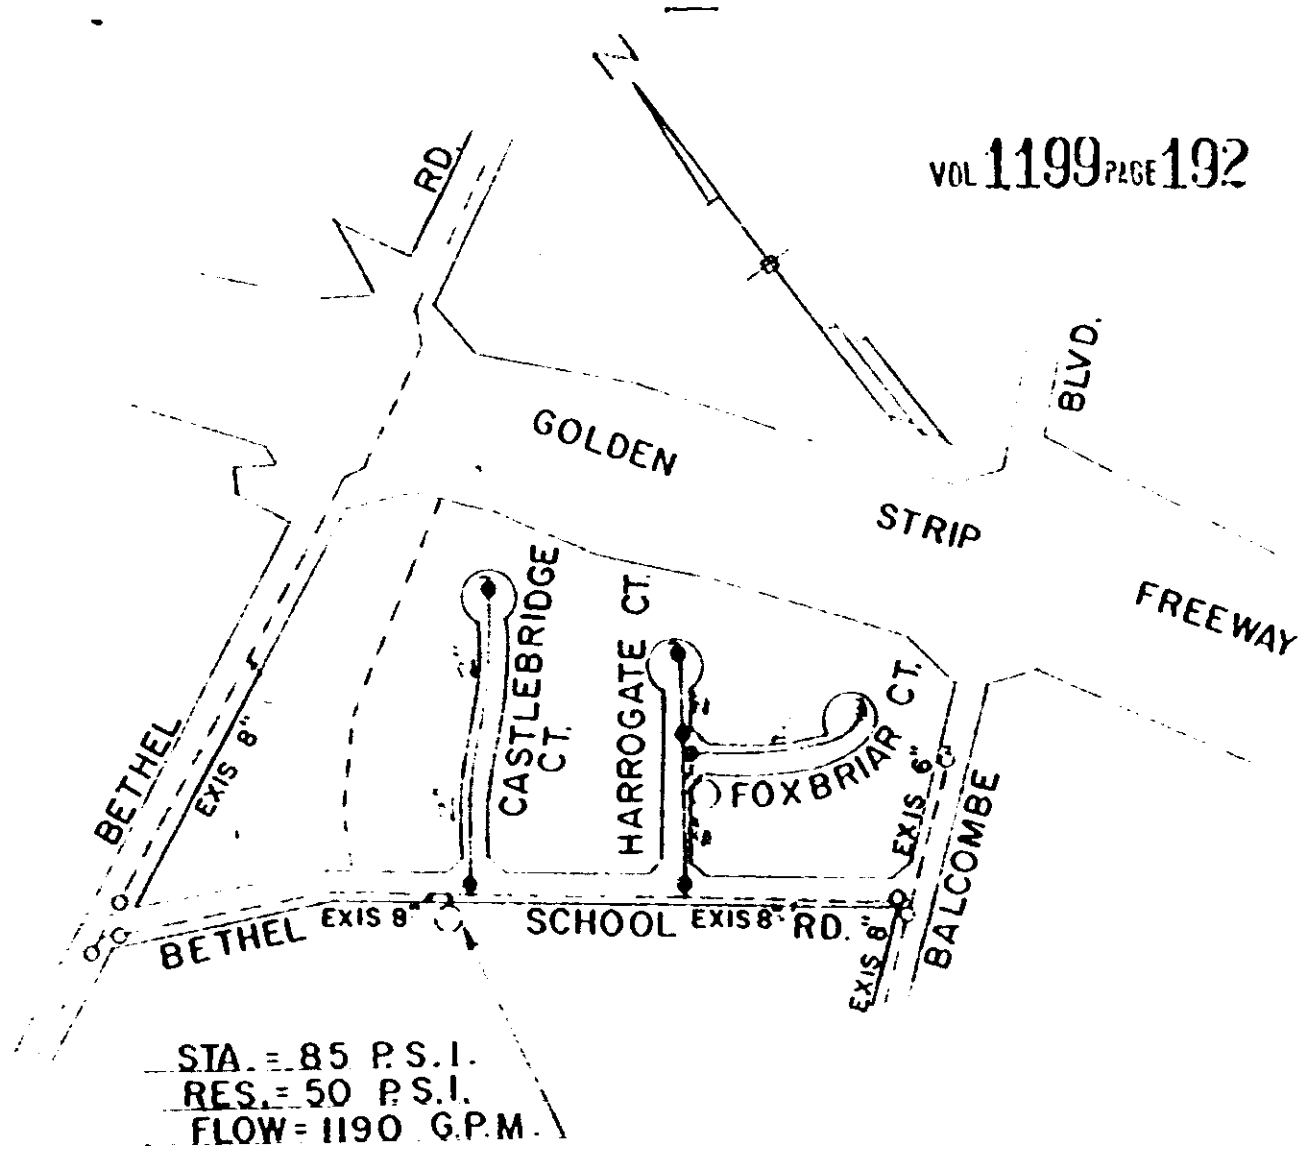 N
VOL 1199 PAGE 192
RD.
BLVD.
GOLDEN
STRIP
FREEWAY
CASTLEBRIDGE
CT.
HARROGATE CT.
FOXBRIAR CT.
BETHEL
EXIS 8"
EXIS 6"
BALCOMBE
BETHEL
EXIS 8"
SCHOOL
EXIS 8"
RD.
EXIS 8"
STA. = 85 P.S.I.
RES. = 50 P.S.I.
FLOW = 1190 G.P.M.